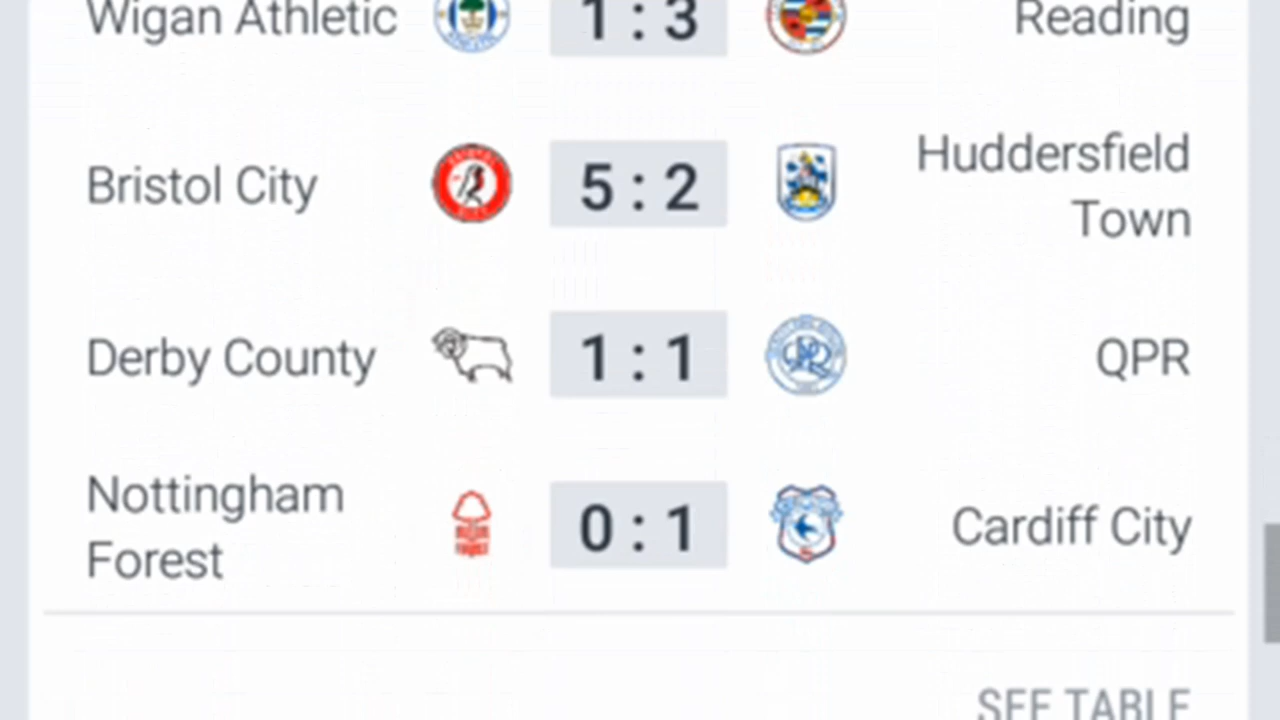 Wigan Athletic 1 : 3 Reading
Bristol City 5 : 2 Huddersfield
Town
Derby County 1 : 1 QPR
Nottingham
Forest 0 : 1 Cardiff City
SEE TABLE